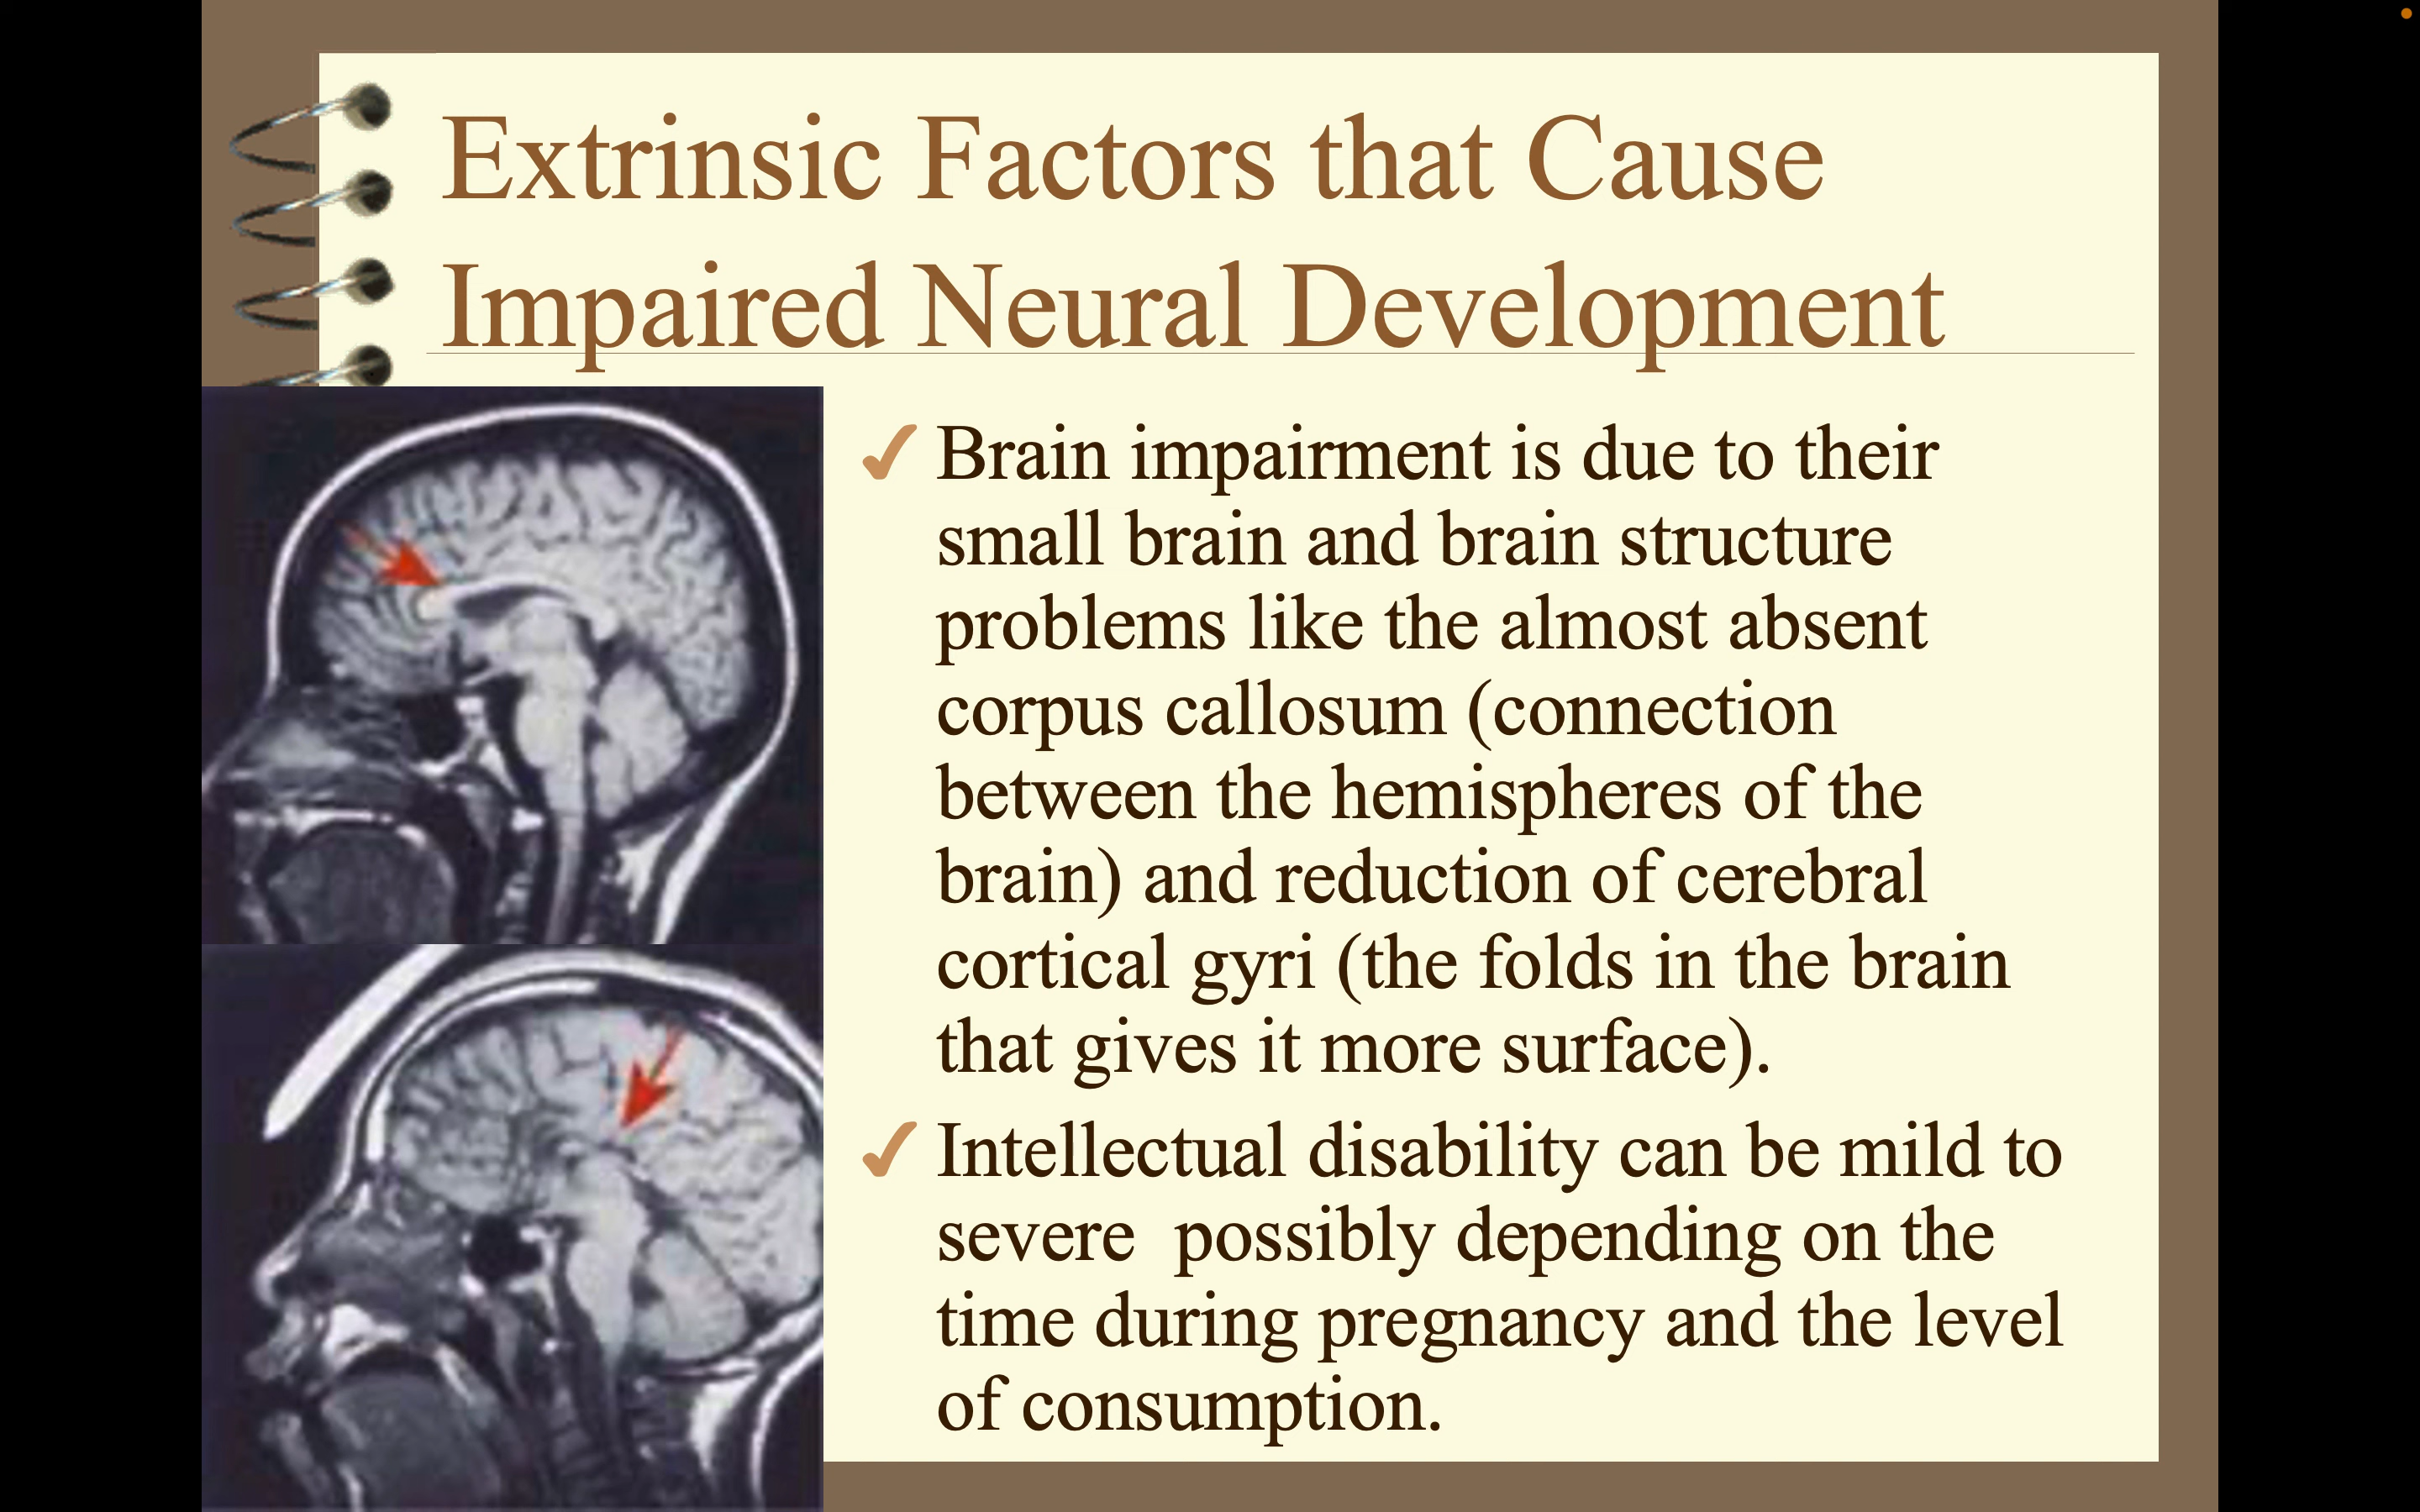 Extrinsic Factors that Cause
Impaired Neural Development
✓ Brain impairment is due to their
small brain and brain structure
problems like the almost absent
corpus callosum (connection
between the hemispheres of the
brain) and reduction of cerebral
cortical gyri (the folds in the brain
that gives it more surface).
✓ Intellectual disability can be mild to
severe  possibly depending on the
time during pregnancy and the level
of consumption.